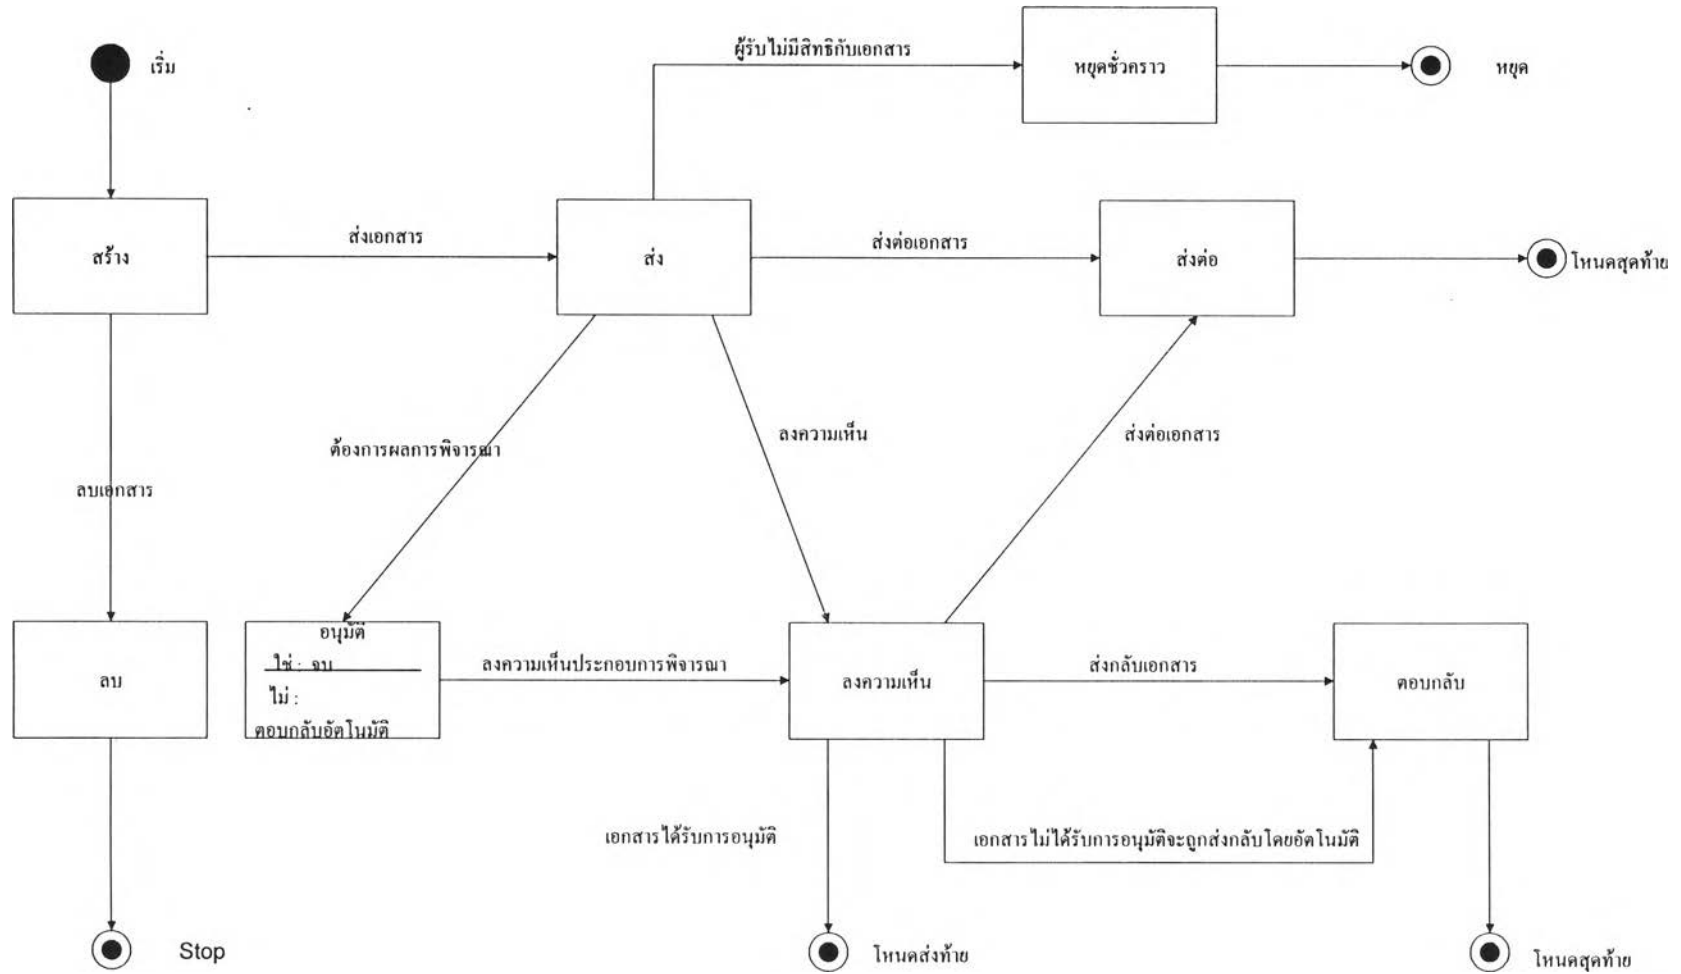 เริ่ม
ผู้รับไม่มีสิทธิกับเอกสาร
หยุดชั่วคราว
หยุด
สร้าง
ส่งเอกสาร
ส่ง
ส่งต่อเอกสาร
ส่งต่อ
โหนดสุดท้าย
ต้องการผลการพิจารณา
ลงความเห็น
ส่งต่อเอกสาร
ลบเอกสาร
ลบ
อนุมัติ
ใช่ : จบ
ไม่ :
ตอบกลับอัตโนมัติ
ลงความเห็นประกอบการพิจารณา
ลงความเห็น
ส่งกลับเอกสาร
ตอบกลับ
เอกสารได้รับการอนุมัติ
เอกสารไม่ได้รับการอนุมัติจะถูกส่งกลับโดยอัตโนมัติ
Stop
โหนดส่งท้าย
โหนดสุดท้าย